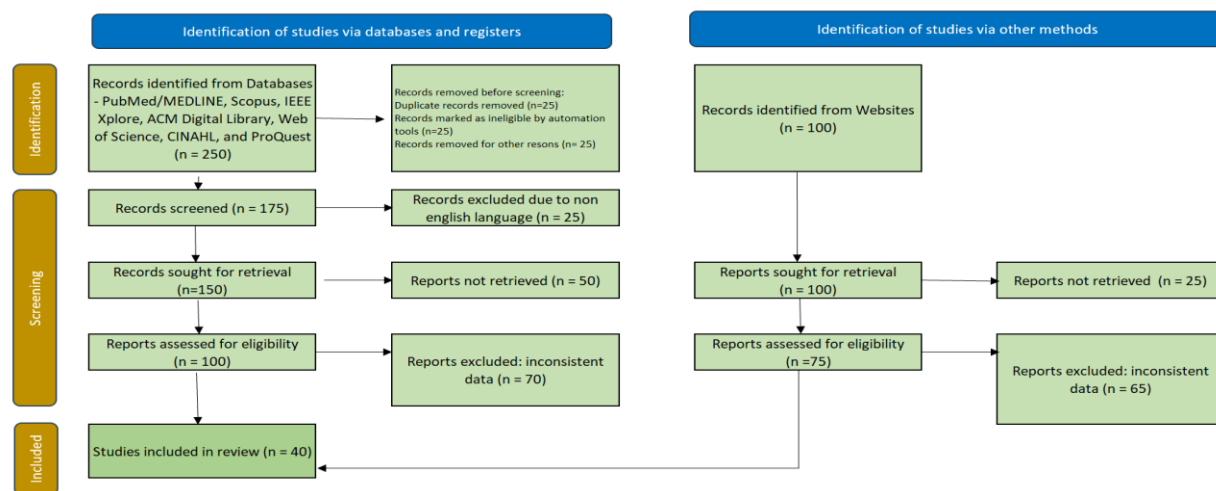 Identification of studies via databases and registers
Identification of studies via other methods
Identification
Records identified from Databases
- PubMed/MEDLINE, Scopus, IEEE
Xplore, ACM Digital Library, Web
of Science, CINAHL, and ProQuest
(n = 250)
Records removed before screening:
Duplicate records removed (n=25)
Records marked as ineligible by automation
tools (n=25)
Records removed for other resons (n= 25)
Records identified from Websites
(n = 100)
Screening
Records screened (n = 175)
Records excluded due to non
english language (n = 25)
Records sought for retrieval
(n=150)
Reports not retrieved (n = 50)
Reports sought for retrieval
(n = 100)
Reports not retrieved (n = 25)
Reports assessed for eligibility
(n = 100)
Reports excluded: inconsistent
data (n = 70)
Reports assessed for eligibility
(n =75)
Reports excluded: inconsistent
data (n = 65)
Included
Studies included in review (n = 40)